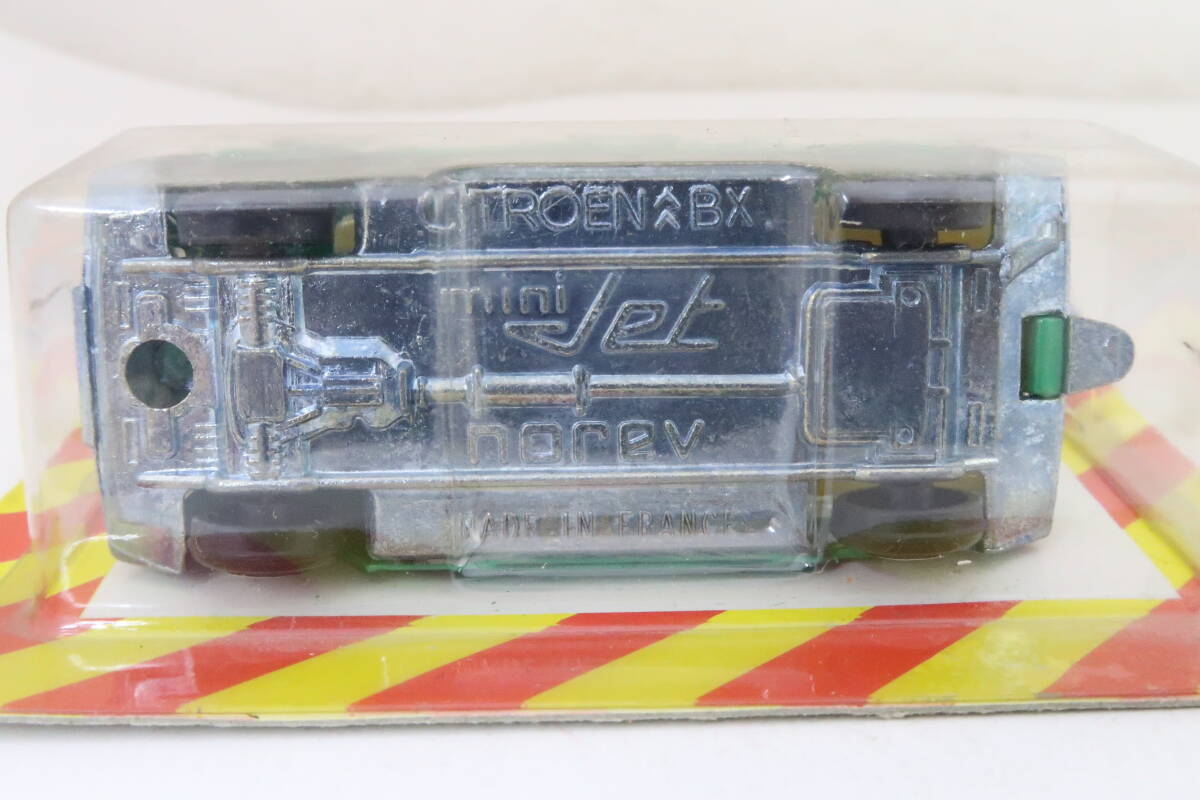 CITROEN BX
mini Jet
norev
MADE IN FRANCE